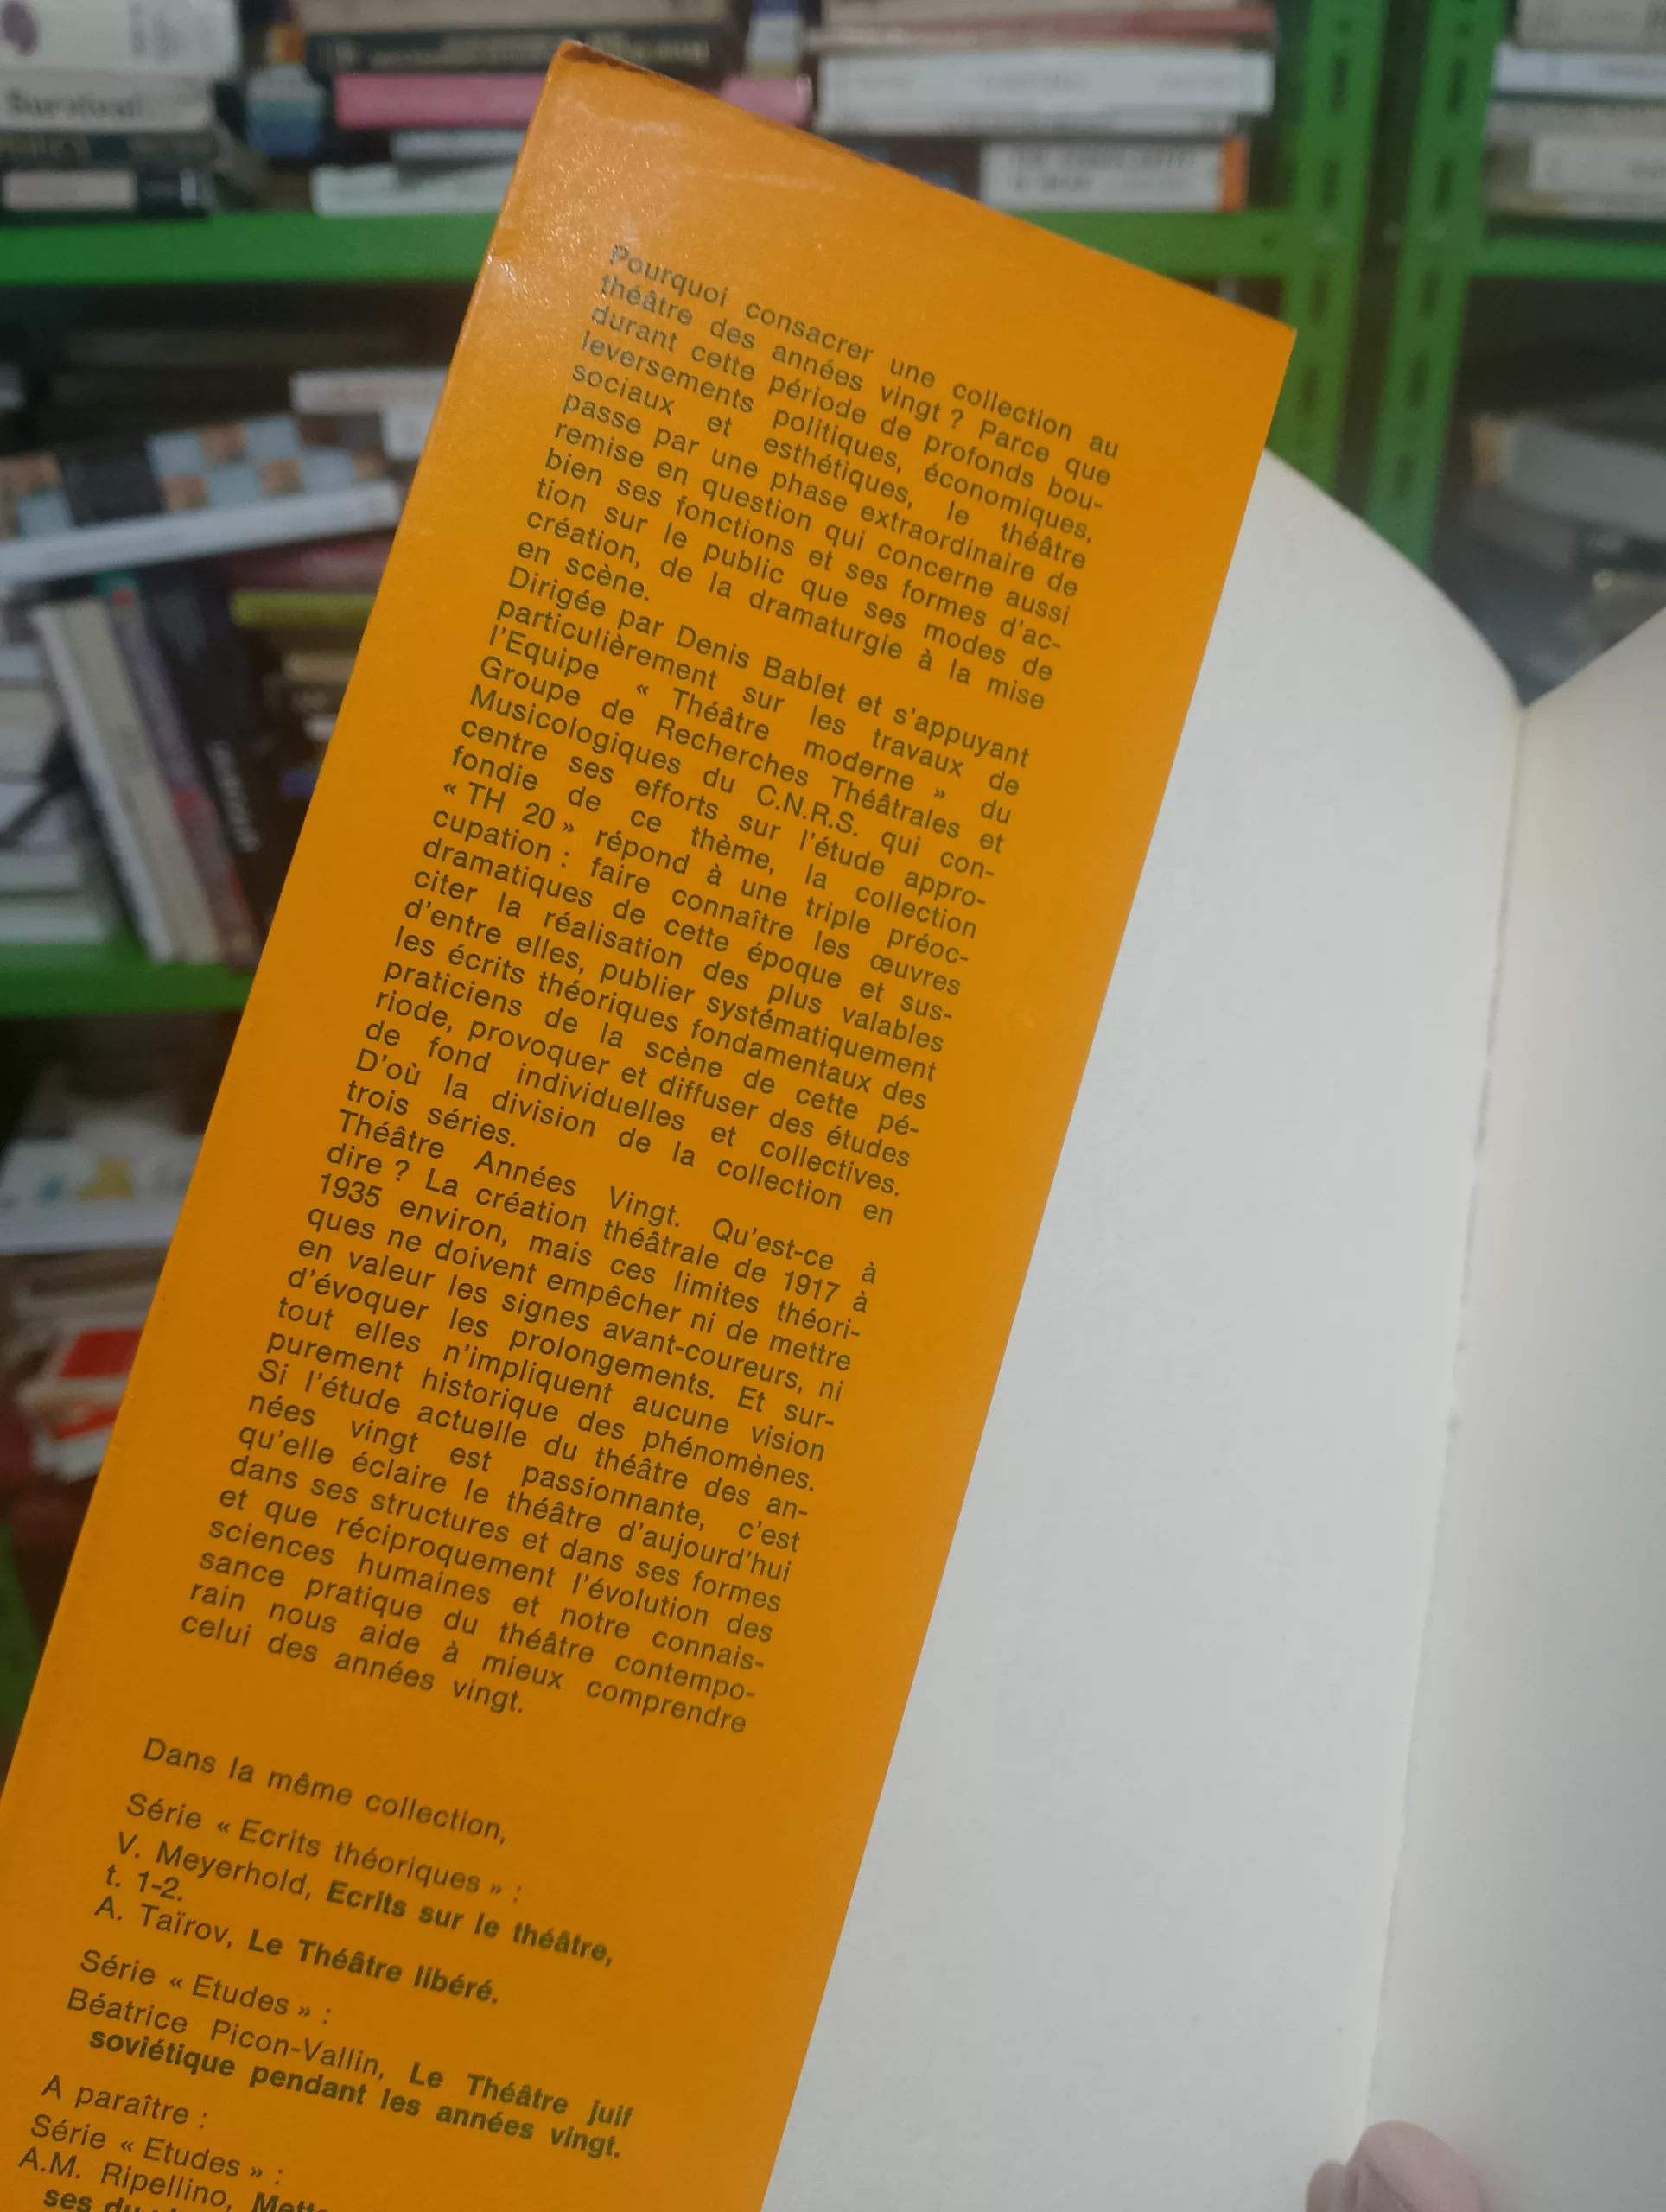 Survival
Pourquoi consacrer une collection au
théâtre des années vingt ? Parce que
durant cette période de profonds bou-
leversements politiques, économiques,
sociaux et esthétiques, le théâtre
passe par une phase extraordinaire de
remise en question qui concerne aussi
bien ses fonctions et ses formes d'ac-
tion sur le public que ses modes de
création, de la dramaturgie à la mise
en scène.
Dirigée par Denis Bablet et s'appuyant
particulièrement sur les travaux de
l'Equipe « Théâtre moderne » du
Groupe de Recherches Théâtrales et
Musicologiques du C.N.R.S. qui con-
centre ses efforts sur l'étude appro-
fondie de ce thème, la collection
« TH 20 » répond à une triple préoc-
cupation : faire connaître les œuvres
dramatiques de cette époque et sus-
citer la réalisation des plus valables
d'entre elles, publier systématiquement
les écrits théoriques fondamentaux des
praticiens de la scène de cette pé-
riode, provoquer et diffuser des études
de fond individuelles et collectives.
D'où la division de la collection en
trois séries.
Théâtre Années Vingt. Qu'est-ce à
dire ? La création théâtrale de 1917 à
1935 environ, mais ces limites théori-
ques ne doivent empêcher ni de mettre
en valeur les signes avant-coureurs, ni
d'évoquer les prolongements. Et sur-
tout elles n'impliquent aucune vision
purement historique des phénomènes.
Si l'étude actuelle du théâtre des an-
nées vingt est passionnante, c'est
qu'elle éclaire le théâtre d'aujourd'hui
dans ses structures et dans ses formes
et que réciproquement l'évolution des
sciences humaines et notre connais-
sance pratique du théâtre contempo-
rain nous aide à mieux comprendre
celui des années vingt.
Dans la même collection,
Série « Ecrits théoriques » :
V. Meyerhold, Ecrits sur le théâtre,
t. 1-2.
A. Taïrov, Le Théâtre libéré.
Série « Etudes » :
Béatrice Picon-Vallin, Le Théâtre juif
soviétique pendant les années vingt.
A paraître :
Série « Etudes » :
A.M. Ripellino,
ses du